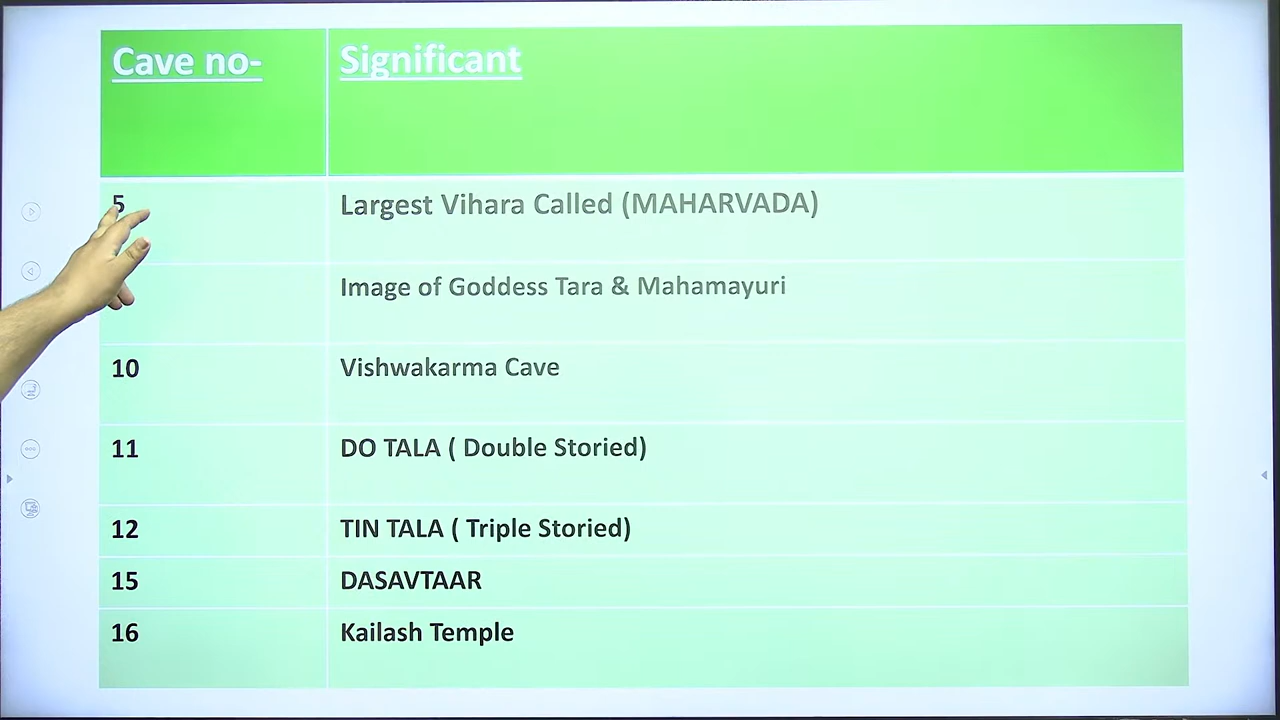 Cave no- Significant
5 Largest Vihara Called (MAHARVADA)
Image of Goddess Tara & Mahamayuri
10 Vishwakarma Cave
11 DO TALA ( Double Storied)
12 TIN TALA ( Triple Storied)
15 DASAVTAAR
16 Kailash Temple